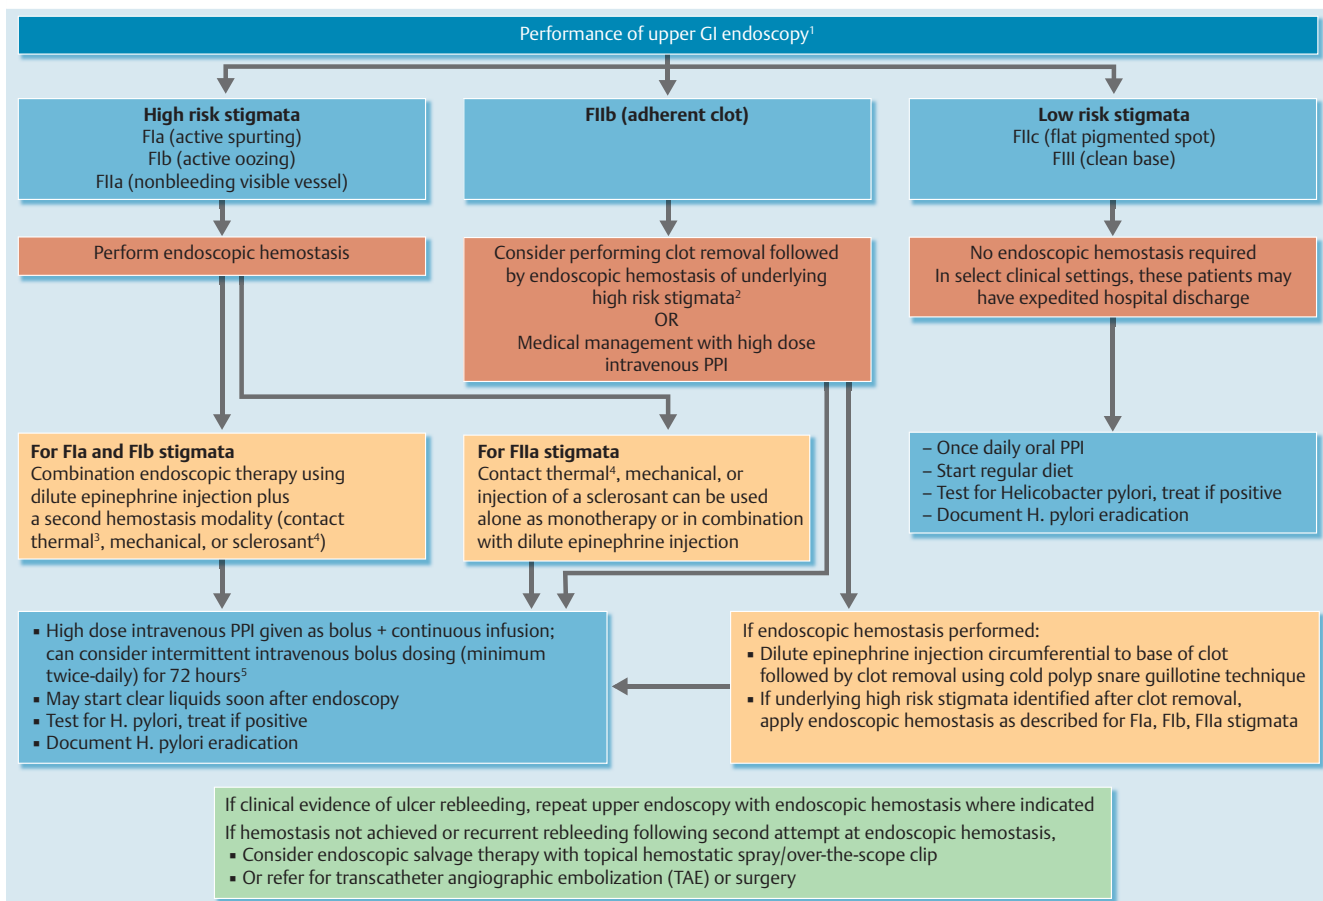 Performance of upper GI endoscopy¹
High risk stigmata
FIa (active spurting)
FIb (active oozing)
FIIa (nonbleeding visible vessel)
FIIb (adherent clot)
Low risk stigmata
FIIc (flat pigmented spot)
FIII (clean base)
Perform endoscopic hemostasis
Consider performing clot removal followed
by endoscopic hemostasis of underlying
high risk stigmata²
OR
Medical management with high dose
intravenous PPI
No endoscopic hemostasis required
In select clinical settings, these patients may
have expedited hospital discharge
For FIa and FIb stigmata
Combination endoscopic therapy using
dilute epinephrine injection plus
a second hemostasis modality (contact
thermal³, mechanical, or sclerosant⁴)
For FIIa stigmata
Contact thermal⁴, mechanical, or
injection of a sclerosant can be used
alone as monotherapy or in combination
with dilute epinephrine injection
– Once daily oral PPI
– Start regular diet
– Test for Helicobacter pylori, treat if positive
– Document H. pylori eradication
▪ High dose intravenous PPI given as bolus + continuous infusion;
can consider intermittent intravenous bolus dosing (minimum
twice-daily) for 72 hours⁵
▪ May start clear liquids soon after endoscopy
▪ Test for H. pylori, treat if positive
▪ Document H. pylori eradication
If endoscopic hemostasis performed:
▪ Dilute epinephrine injection circumferential to base of clot
followed by clot removal using cold polyp snare guillotine technique
▪ If underlying high risk stigmata identified after clot removal,
apply endoscopic hemostasis as described for FIa, FIb, FIIa stigmata
If clinical evidence of ulcer rebleeding, repeat upper endoscopy with endoscopic hemostasis where indicated
If hemostasis not achieved or recurrent rebleeding following second attempt at endoscopic hemostasis,
▪ Consider endoscopic salvage therapy with topical hemostatic spray/over-the-scope clip
▪ Or refer for transcatheter angiographic embolization (TAE) or surgery